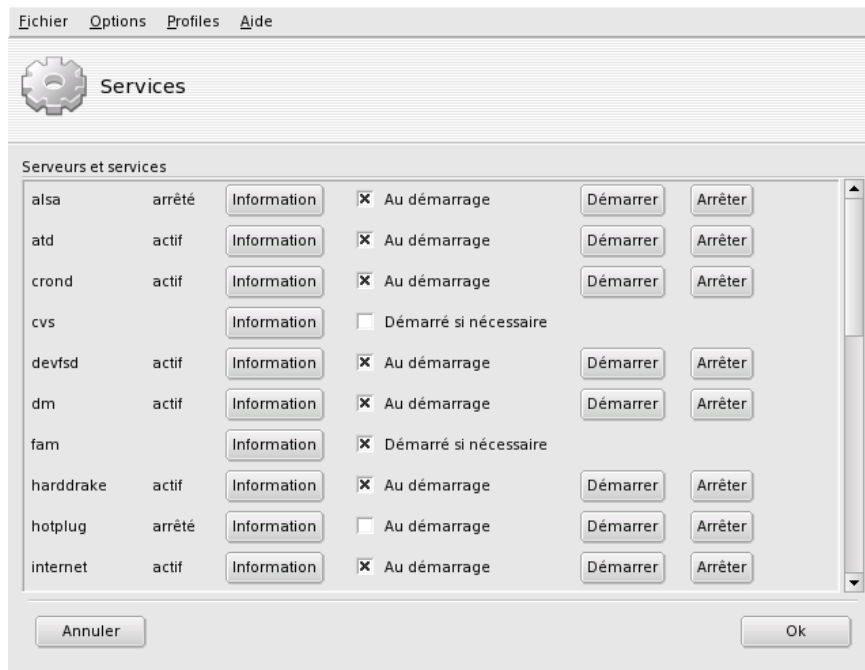 Fichier Options Profiles Aide
Services
Serveurs et services
alsa arrêté Information Au démarrage Démarrer Arrêter
atd actif Information Au démarrage Démarrer Arrêter
crond actif Information Au démarrage Démarrer Arrêter
cvs Information Démarré si nécessaire
devfsd actif Information Au démarrage Démarrer Arrêter
dm actif Information Au démarrage Démarrer Arrêter
fam Information Démarré si nécessaire
harddrake actif Information Au démarrage Démarrer Arrêter
hotplug arrêté Information Au démarrage Démarrer Arrêter
internet actif Information Au démarrage Démarrer Arrêter
Annuler Ok